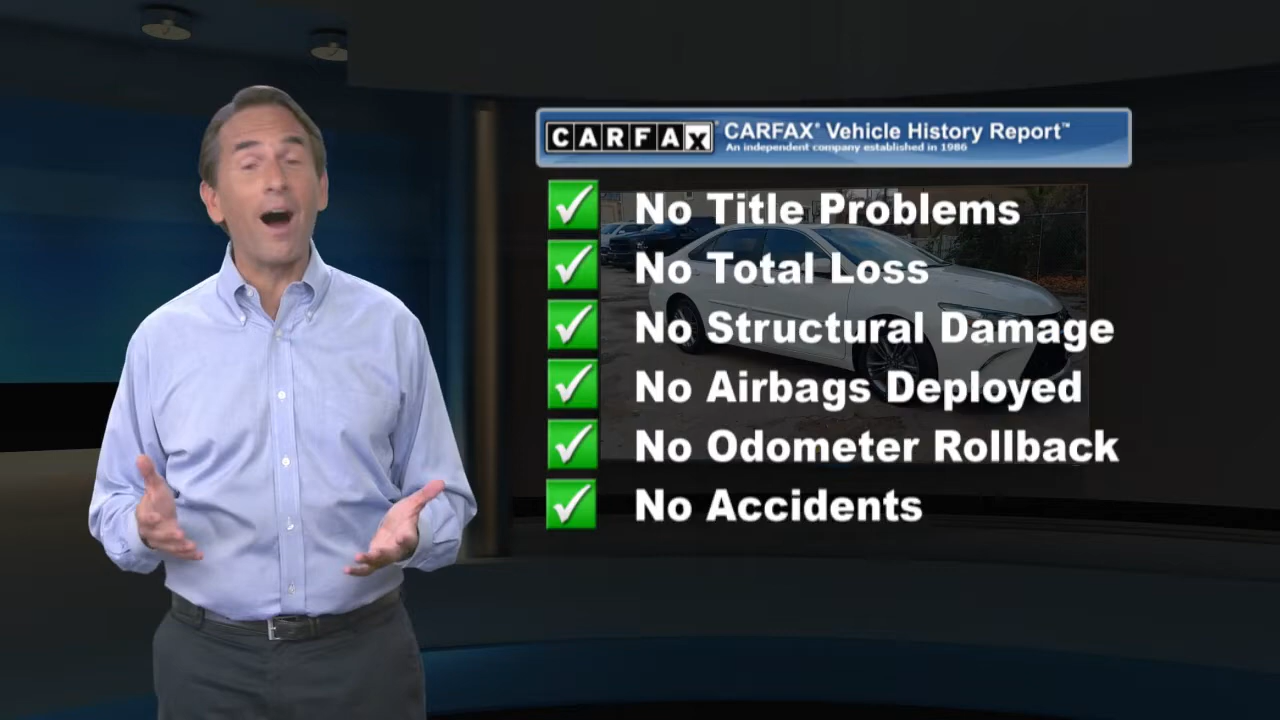 CARFAX® CARFAX® Vehicle History Report™
An independent company established in 1986
No Title Problems
No Total Loss
No Structural Damage
No Airbags Deployed
No Odometer Rollback
No Accidents